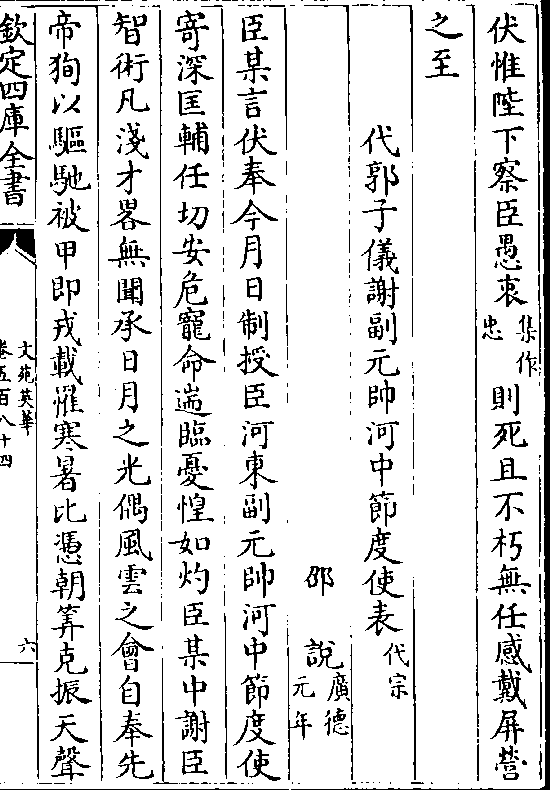 伏惟陛下察臣愚衷集作忠則死且不朽無任感戴屏營
之至
代郭子儀謝副元帥河中節度使表代宗
邵說廣德元年
臣某言伏奉今月日制授臣河東副元帥河中節度使
寄深匡輔任切安危寵命遄臨憂惶如灼臣某中謝臣
智術凡淺才畧無聞承日月之光偶風雲之會自奉先
帝狥以驅馳被甲即戎載罹寒暑比憑朝筭克振天聲
欽定四庫全書
文苑英華
卷五百八十四
六